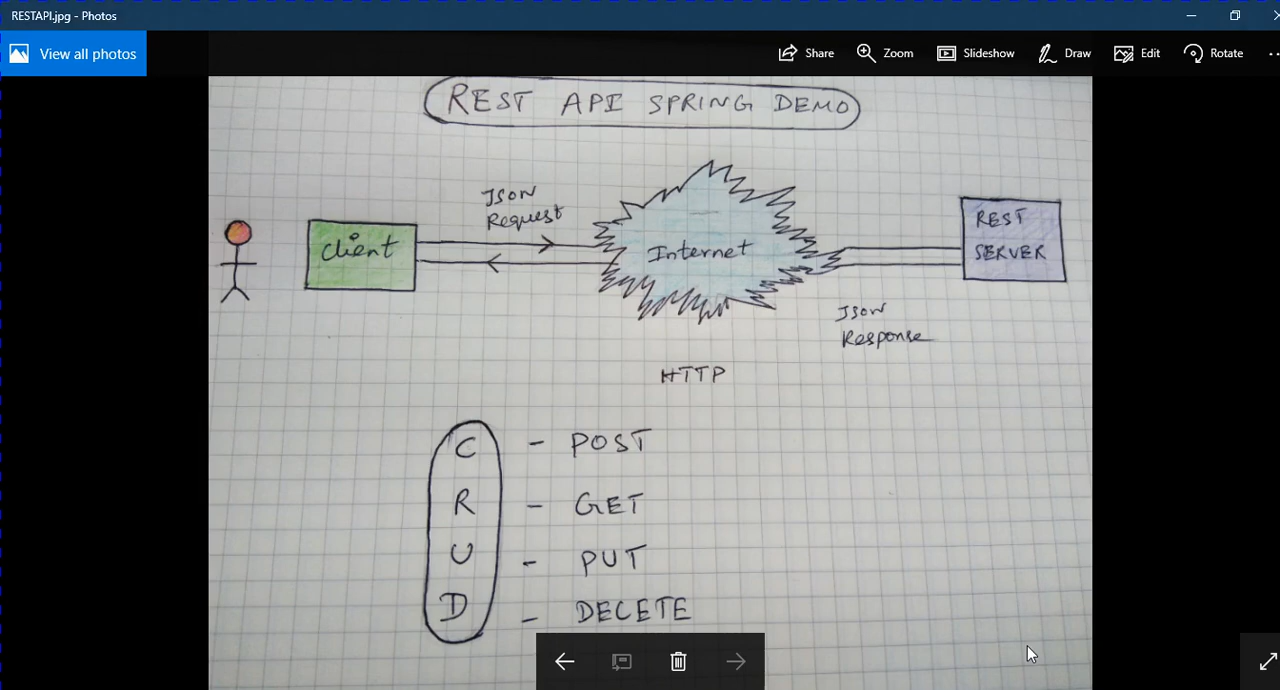 RESTAPI.jpg - Photos
View all photos
Share
Zoom
Slideshow
Draw
Edit
Rotate
REST API SPRING DEMO
JSON
Request
Client
Internet
REST
SERVER
JSON
Response
HTTP
C - POST
R - GET
U - PUT
D - DELETE